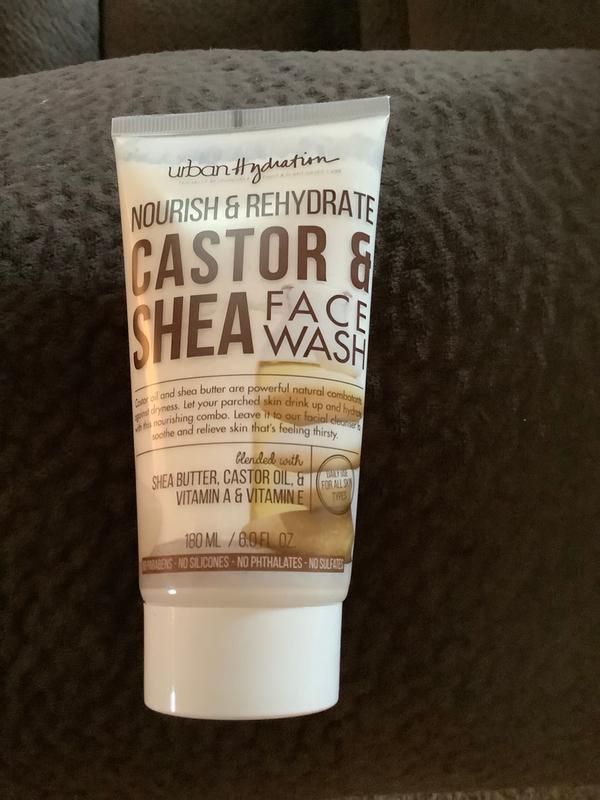 urban Hydration
NOURISH & REHYDRATE
CASTOR &
SHEA FACE
WASH
Castor oil and shea butter are powerful natural combatants
against dryness. Let your parched skin drink up and hydrate
with this nourishing combo. Leave it to our facial cleanser to
soothe and relieve skin that's feeling thirsty.
blended with
SHEA BUTTER, CASTOR OIL, &
VITAMIN A & VITAMIN E
DAILY USE
FOR ALL SKIN
TYPES
180 ML / 6.0 FL OZ.
NO PARABENS - NO SILICONES - NO PHTHALATES - NO SULFATES